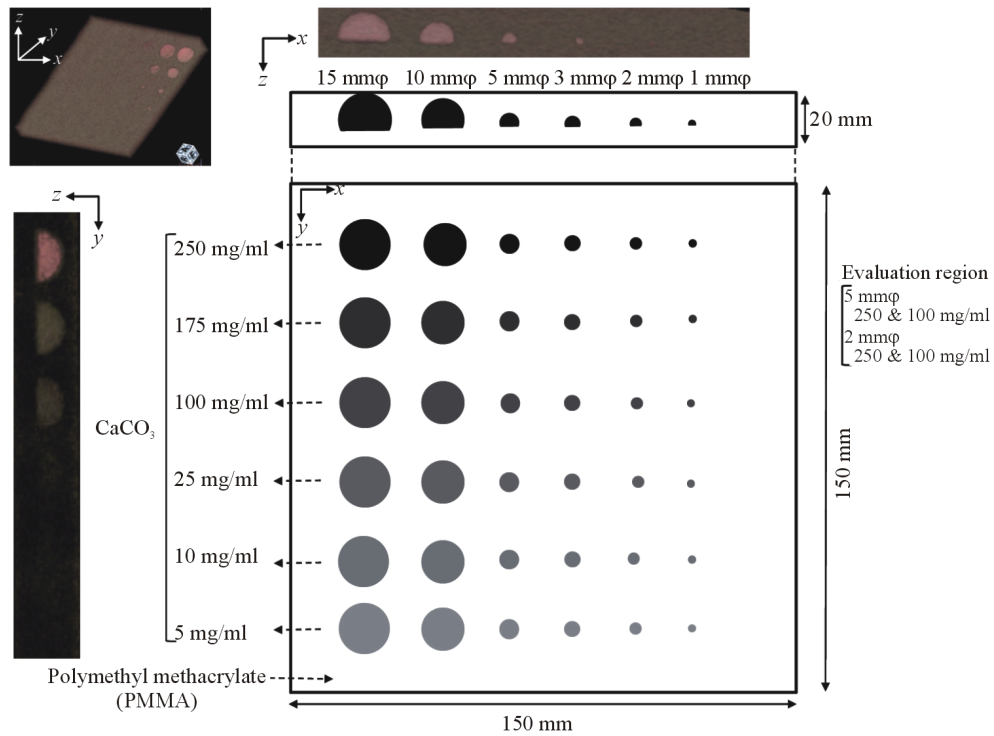 z
y
x
x
z
15 mmφ 10 mmφ 5 mmφ 3 mmφ 2 mmφ 1 mmφ
20 mm
z
y
x
y
250 mg/ml
175 mg/ml
100 mg/ml
CaCO₃
25 mg/ml
10 mg/ml
5 mg/ml
Polymethyl methacrylate
(PMMA)
150 mm
150 mm
Evaluation region
5 mmφ
250 & 100 mg/ml
2 mmφ
250 & 100 mg/ml